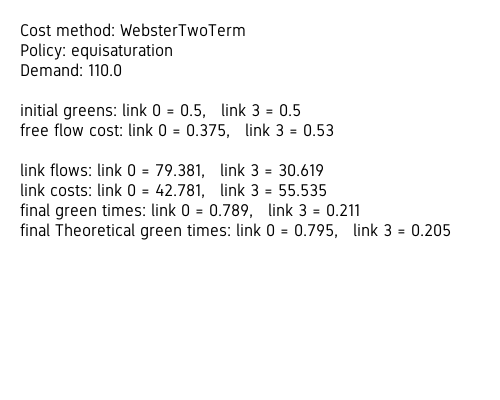 Cost method: WebsterTwoTerm
Policy: equisaturation
Demand: 110.0
initial greens: link 0 = 0.5,   link 3 = 0.5
free flow cost: link 0 = 0.375,   link 3 = 0.53
link flows: link 0 = 79.381,   link 3 = 30.619
link costs: link 0 = 42.781,   link 3 = 55.535
final green times: link 0 = 0.789,   link 3 = 0.211
final Theoretical green times: link 0 = 0.795,   link 3 = 0.205